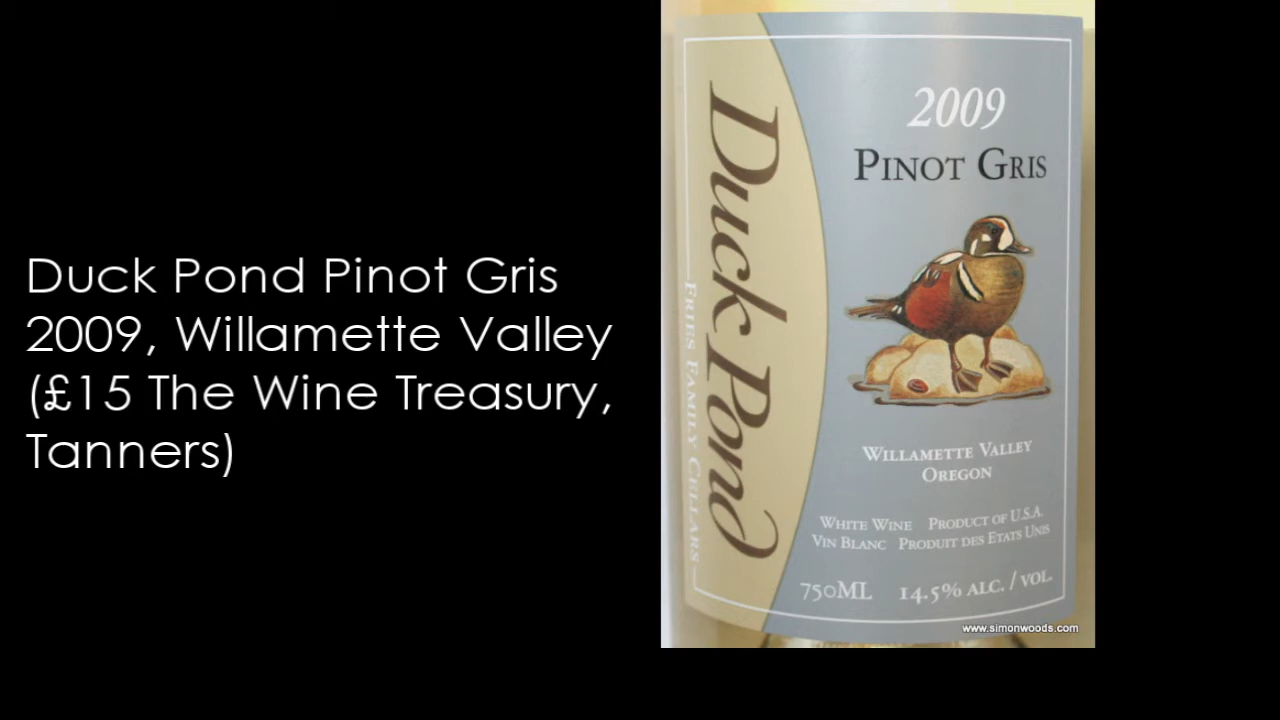 Duck Pond Pinot Gris
2009, Willamette Valley
(£15 The Wine Treasury,
Tanners)
Duck Pond
FRIES FAMILY CELLARS
2009
PINOT GRIS
WILLAMETTE VALLEY
OREGON
WHITE WINE PRODUCT OF U.S.A.
VIN BLANC PRODUIT DES ETATS UNIS
750ML 14.5% ALC. / VOL.
www.simonwoods.com